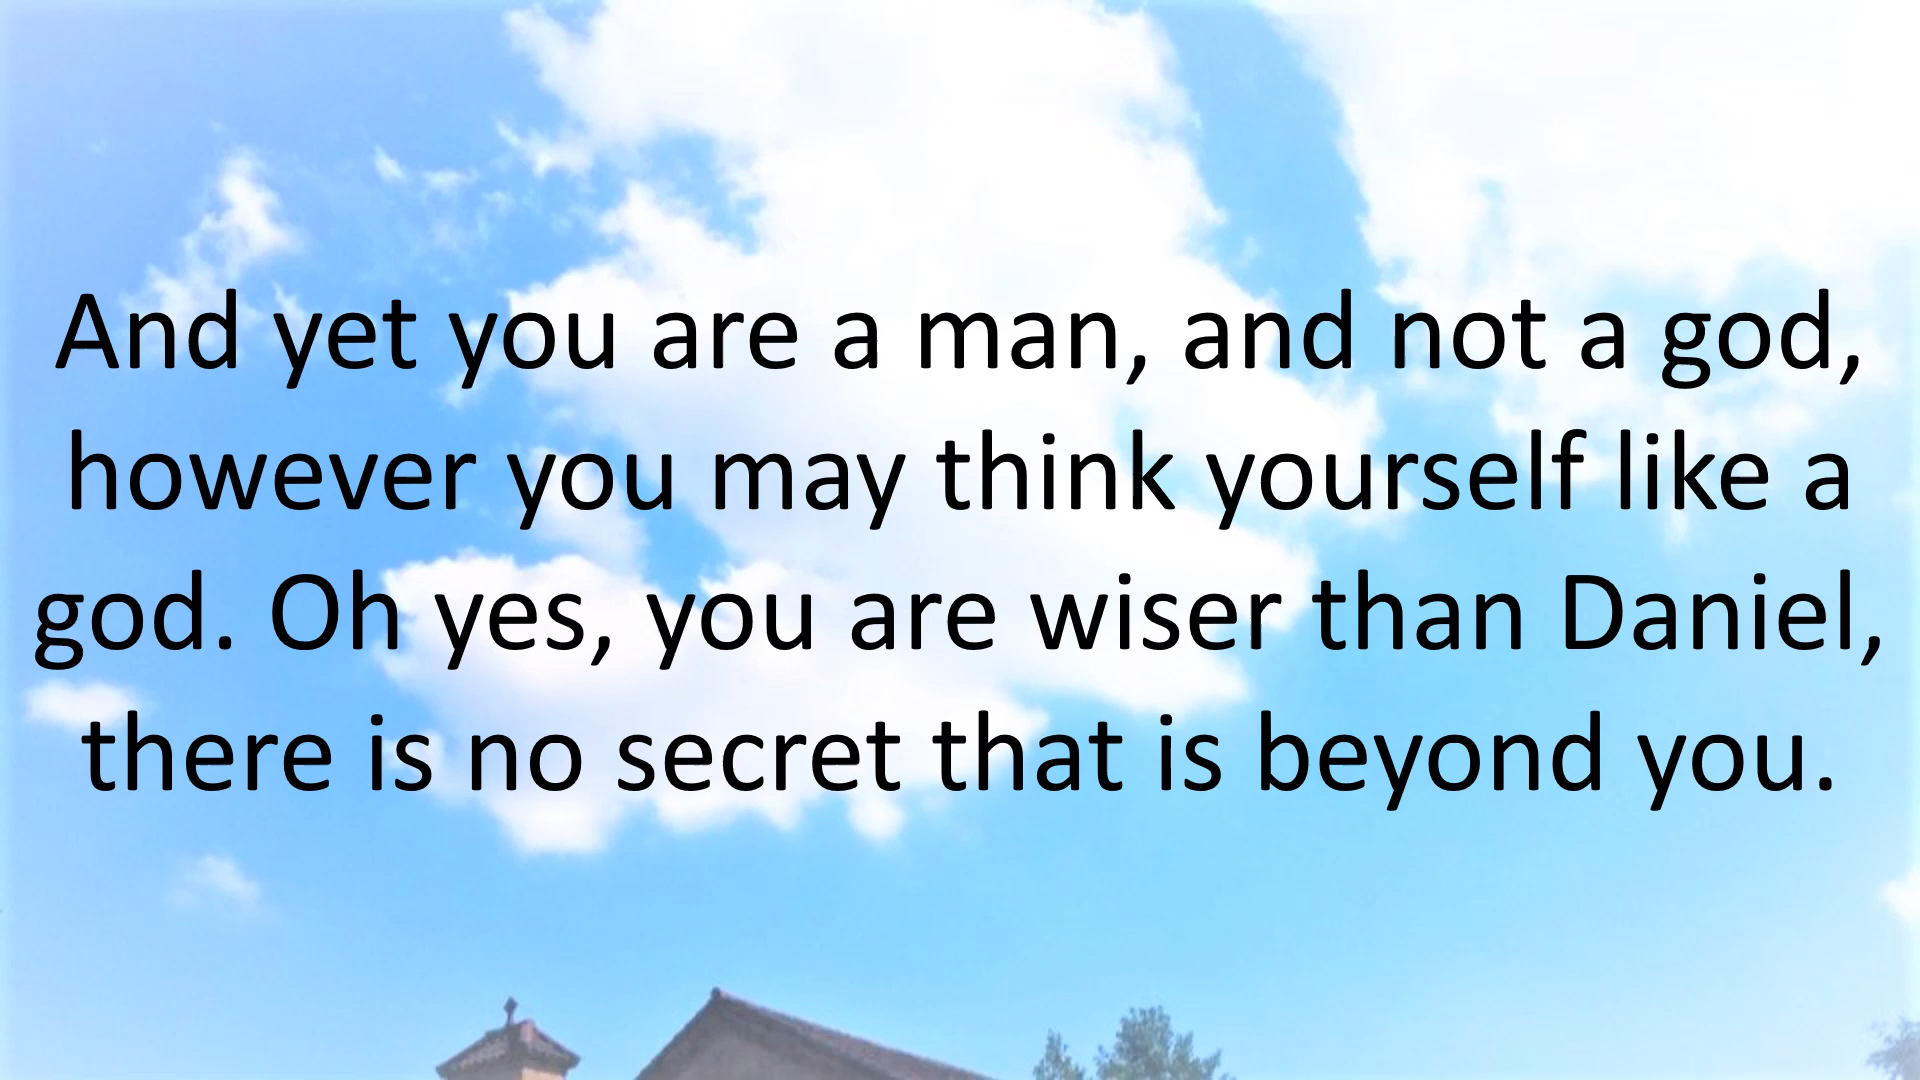 And yet you are a man, and not a god,
however you may think yourself like a
god. Oh yes, you are wiser than Daniel,
there is no secret that is beyond you.